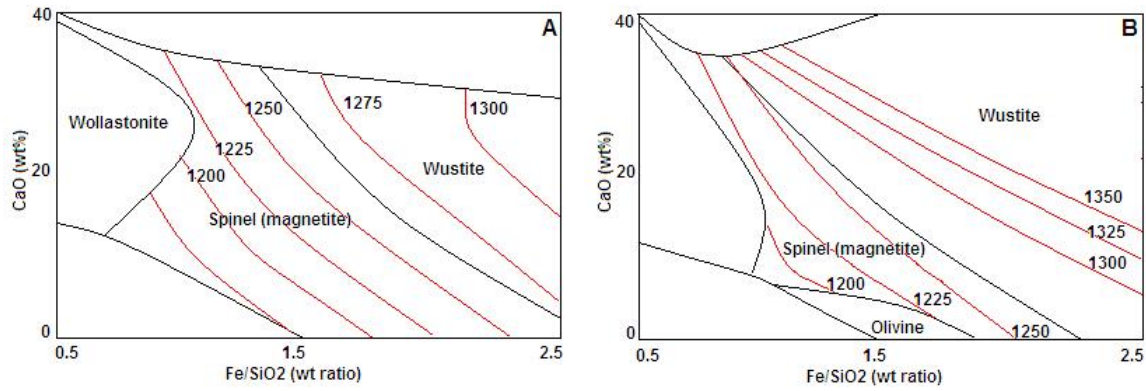 40
A
Wollastonite
1250
1275
1300
1225
1200
20
Wustite
Spinel (magnetite)
CaO (wt%)
0
0.5
1.5
2.5
Fe/SiO2 (wt ratio)
40
B
Wustite
20
1350
1325
1300
Spinel (magnetite)
1200
1225
1250
Olivine
CaO (wt%)
0
0.5
1.5
2.5
Fe/SiO2 (wt ratio)